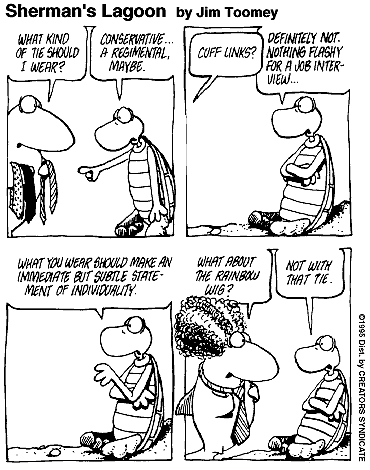 Sherman's Lagoon by Jim Toomey
WHAT KIND
OF TIE SHOULD
I WEAR?
CONSERVATIVE...
A REGIMENTAL,
MAYBE.
CUFF LINKS?
DEFINITELY NOT.
NOTHING FLASHY
FOR A JOB INTER-
VIEW...
WHAT YOU WEAR SHOULD MAKE AN
IMMEDIATE BUT SUBTLE STATE-
MENT OF INDIVIDUALITY.
WHAT ABOUT
THE RAINBOW
WIG?
NOT WITH
THAT TIE.
©1995 Dist. by CREATORS SYNDICATE